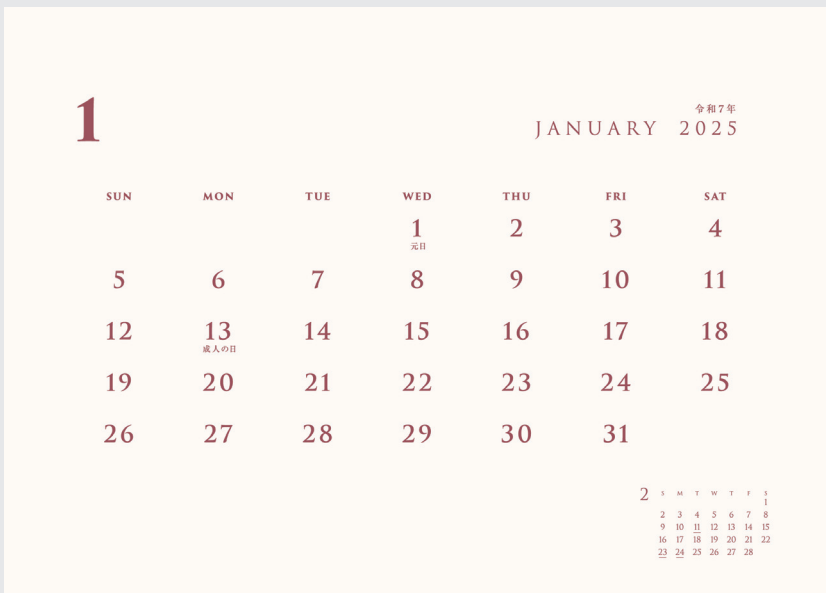 1
令和7年
JANUARY 2025
SUN MON TUE WED THU FRI SAT
1 2 3 4
元日
5 6 7 8 9 10 11
12 13 14 15 16 17 18
成人の日
19 20 21 22 23 24 25
26 27 28 29 30 31
2 S M T W T F S
1
2 3 4 5 6 7 8
9 10 11 12 13 14 15
16 17 18 19 20 21 22
23 24 25 26 27 28